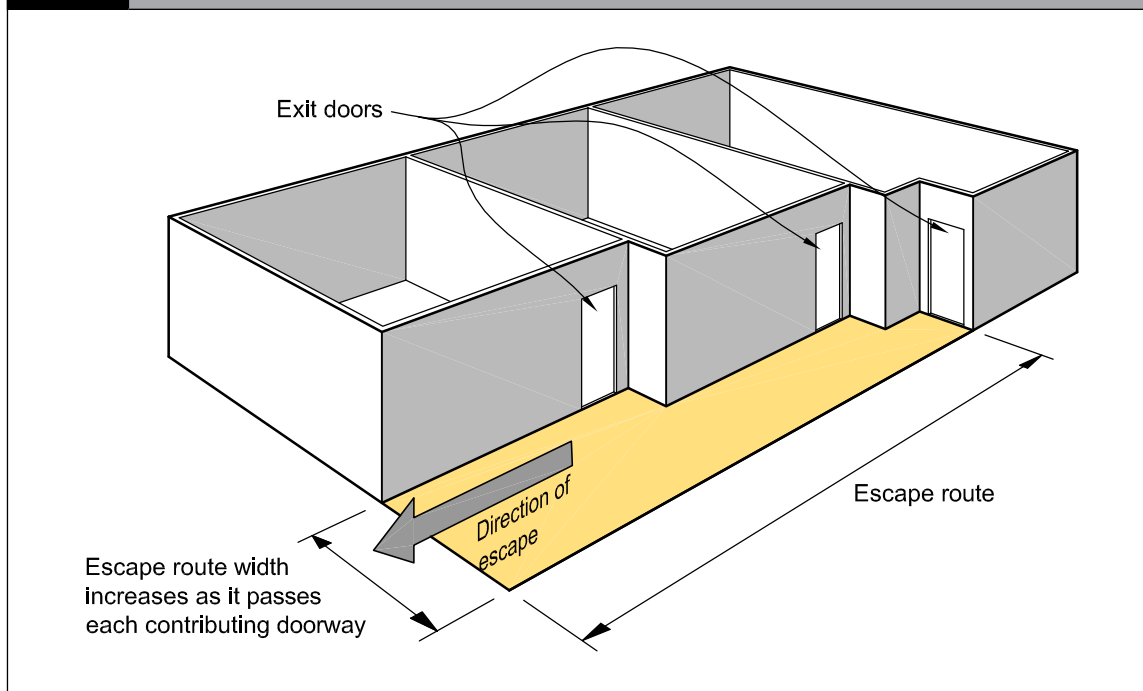 Exit doors
Direction of
escape
Escape route
Escape route width
increases as it passes
each contributing doorway